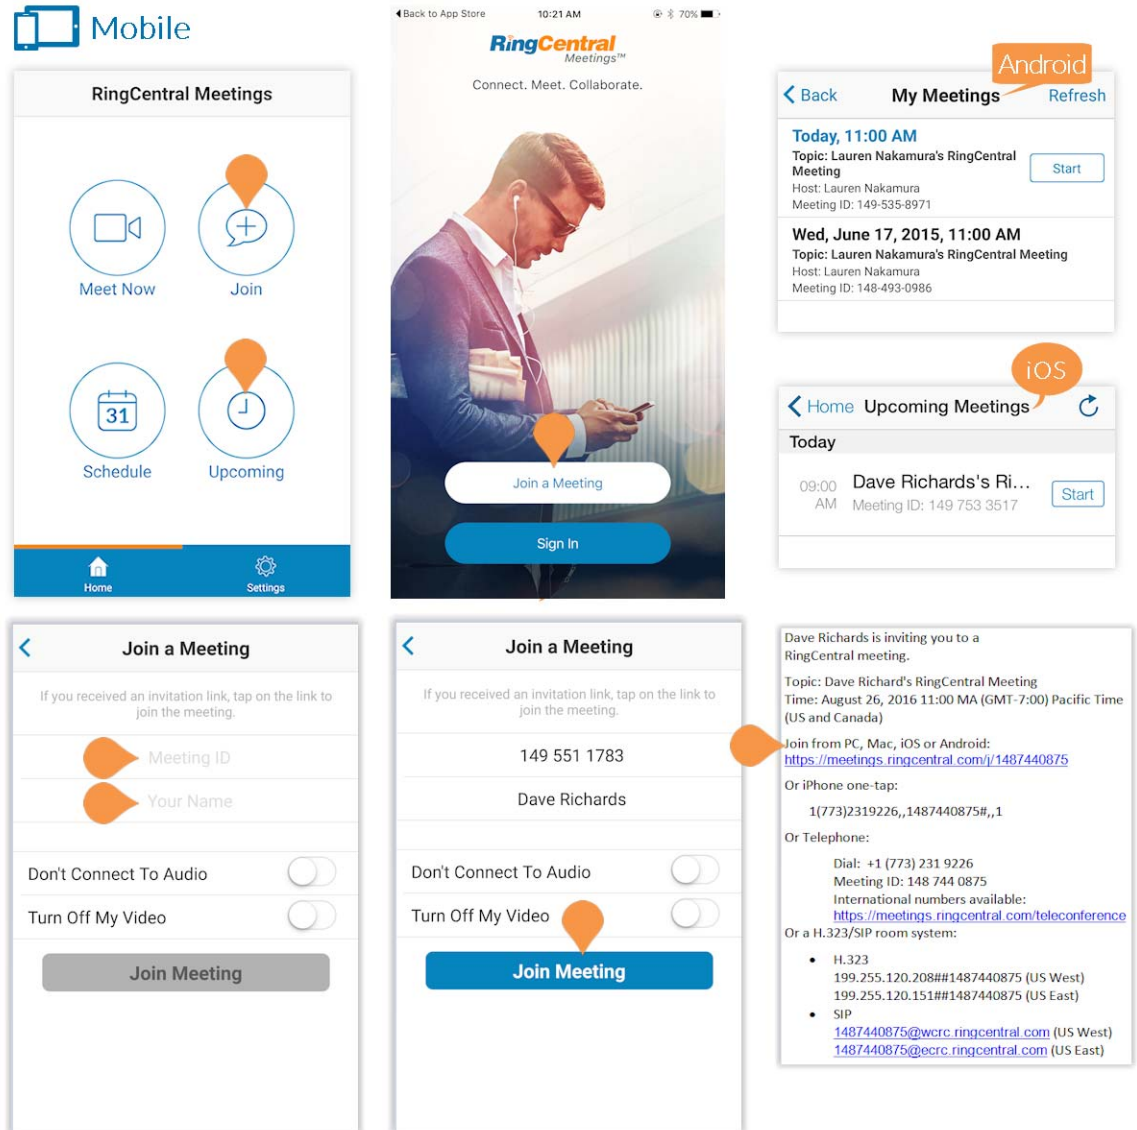 Mobile
RingCentral Meetings
Meet Now
Join
31
Schedule
Upcoming
Home
Settings
Back to App Store
10:21 AM
70%
RingCentral
Meetings™
Connect. Meet. Collaborate.
Join a Meeting
Sign In
Android
Back
My Meetings
Refresh
Today, 11:00 AM
Topic: Lauren Nakamura's RingCentral
Meeting
Start
Host: Lauren Nakamura
Meeting ID: 149-535-8971
Wed, June 17, 2015, 11:00 AM
Topic: Lauren Nakamura's RingCentral Meeting
Host: Lauren Nakamura
Meeting ID: 148-493-0986
iOS
Home
Upcoming Meetings
Today
09:00
AM
Dave Richards's Ri...
Meeting ID: 149 753 3517
Start
Join a Meeting
If you received an invitation link, tap on the link to
join the meeting.
Meeting ID
Your Name
Don't Connect To Audio
Turn Off My Video
Join Meeting
Join a Meeting
If you received an invitation link, tap on the link to
join the meeting.
149 551 1783
Dave Richards
Don't Connect To Audio
Turn Off My Video
Join Meeting
Dave Richards is inviting you to a
RingCentral meeting.
Topic: Dave Richard's RingCentral Meeting
Time: August 26, 2016 11:00 MA (GMT-7:00) Pacific Time
(US and Canada)
Join from PC, Mac, iOS or Android:
https://meetings.ringcentral.com/j/1487440875
Or iPhone one-tap:
1(773)2319226,,1487440875#,,1
Or Telephone:
Dial: +1 (773) 231 9226
Meeting ID: 148 744 0875
International numbers available:
https://meetings.ringcentral.com/teleconference
Or a H.323/SIP room system:
• H.323
199.255.120.208##1487440875 (US West)
199.255.120.151##1487440875 (US East)
• SIP
1487440875@wcrc.ringcentral.com (US West)
1487440875@ecrc.ringcentral.com (US East)